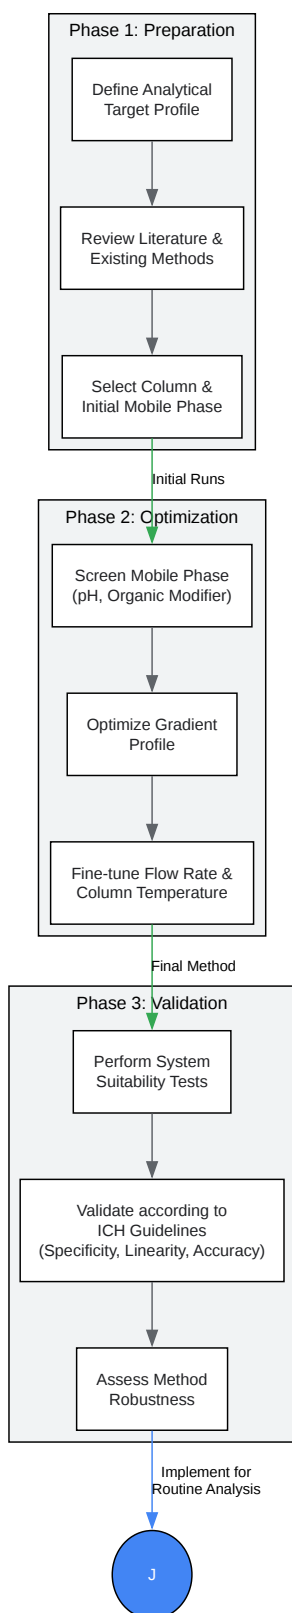 Phase 1: Preparation
Define Analytical
Target Profile
Review Literature &
Existing Methods
Select Column &
Initial Mobile Phase
Initial Runs
Phase 2: Optimization
Screen Mobile Phase
(pH, Organic Modifier)
Optimize Gradient
Profile
Fine-tune Flow Rate &
Column Temperature
Final Method
Phase 3: Validation
Perform System
Suitability Tests
Validate according to
ICH Guidelines
(Specificity, Linearity, Accuracy)
Assess Method
Robustness
Implement for
Routine Analysis
J